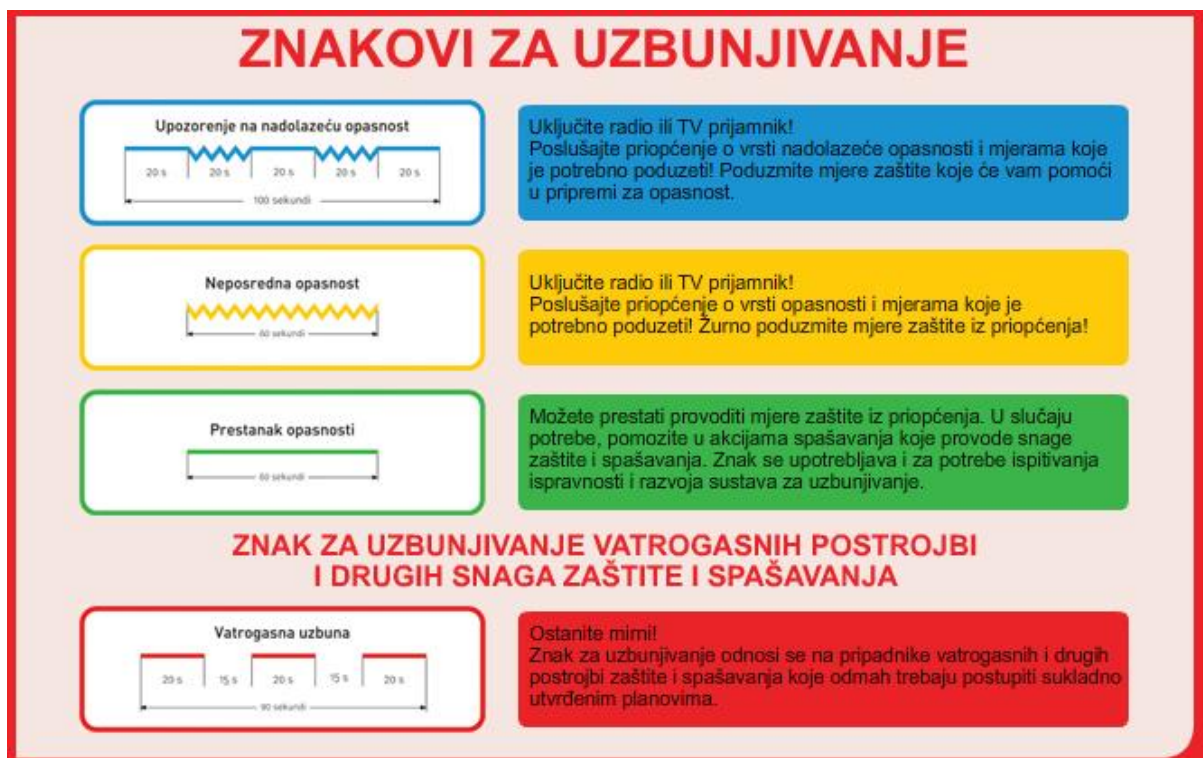 ZNAKOVI ZA UZBUNJIVANJE
Upozorenje na nadolazeću opasnost
20 s 20 s 20 s 20 s 20 s
100 sekundi
Uključite radio ili TV prijamnik!
Poslušajte priopćenje o vrsti nadolazeće opasnosti i mjerama koje
je potrebno poduzeti! Poduzmite mjere zaštite koje će vam pomoći
u pripremi za opasnost.
Neposredna opasnost
60 sekundi
Uključite radio ili TV prijamnik!
Poslušajte priopćenje o vrsti opasnosti i mjerama koje je
potrebno poduzeti! Žurno poduzmite mjere zaštite iz priopćenja!
Prestanak opasnosti
60 sekundi
Možete prestati provoditi mjere zaštite iz priopćenja. U slučaju
potrebe, pomozite u akcijama spašavanja koje provode snage
zaštite i spašavanja. Znak se upotrebljava i za potrebe ispitivanja
ispravnosti i razvoja sustava za uzbunjivanje.
ZNAK ZA UZBUNJIVANJE VATROGASNIH POSTROJBI
I DRUGIH SNAGA ZAŠTITE I SPAŠAVANJA
Vatrogasna uzbuna
20 s 15 s 20 s 15 s 20 s
90 sekundi
Ostanite mirni!
Znak za uzbunjivanje odnosi se na pripadnike vatrogasnih i drugih
postrojbi zaštite i spašavanja koje odmah trebaju postupiti sukladno
utvrđenim planovima.